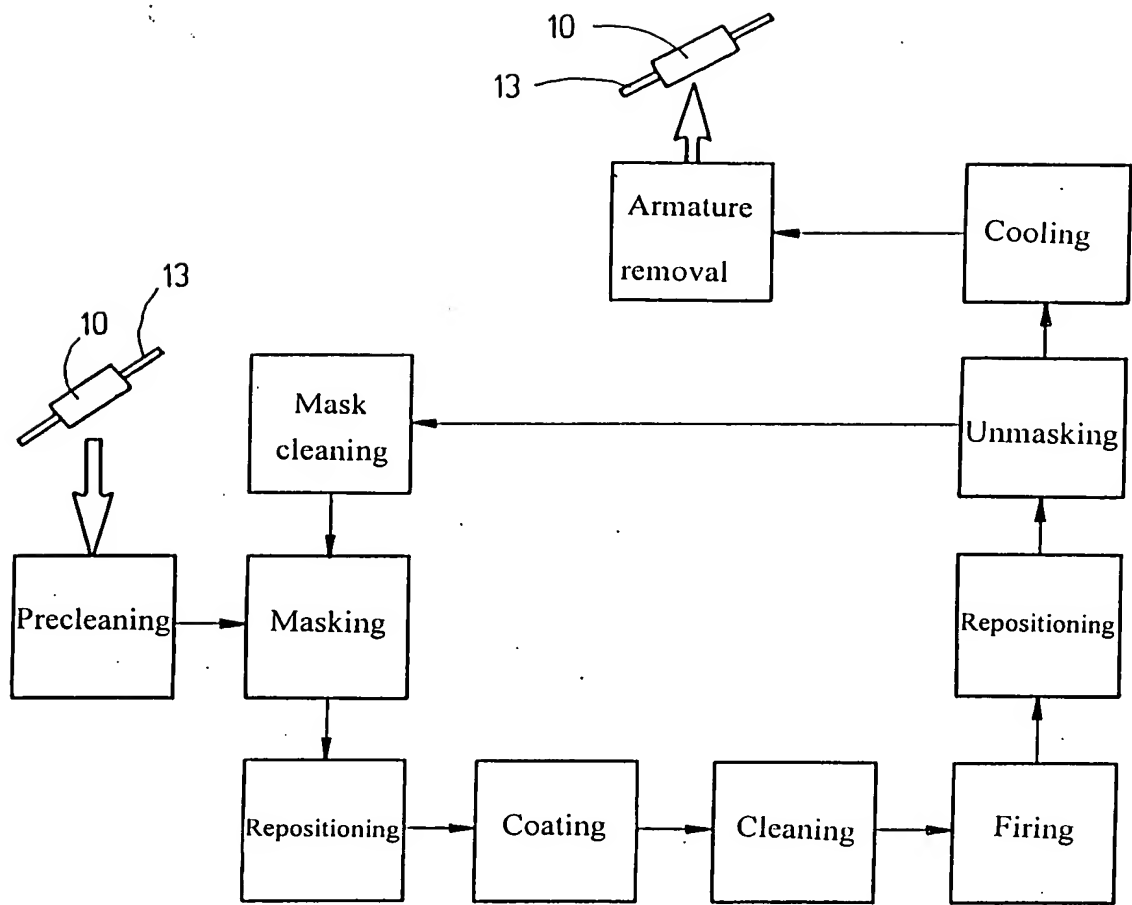 10
13
Armature
removal
Cooling
13
10
Mask
cleaning
Unmasking
Precleaning
Masking
Repositioning
Repositioning
Coating
Cleaning
Firing